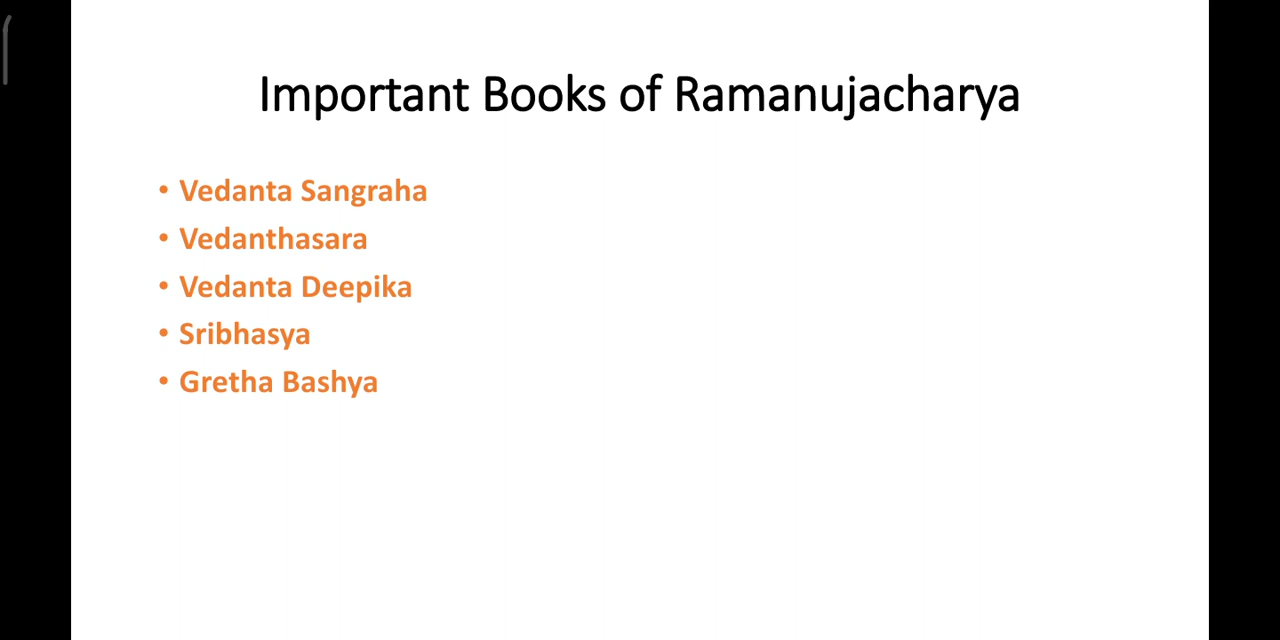 Important Books of Ramanujacharya
• Vedanta Sangraha
• Vedanthasara
• Vedanta Deepika
• Sribhasya
• Gretha Bashya